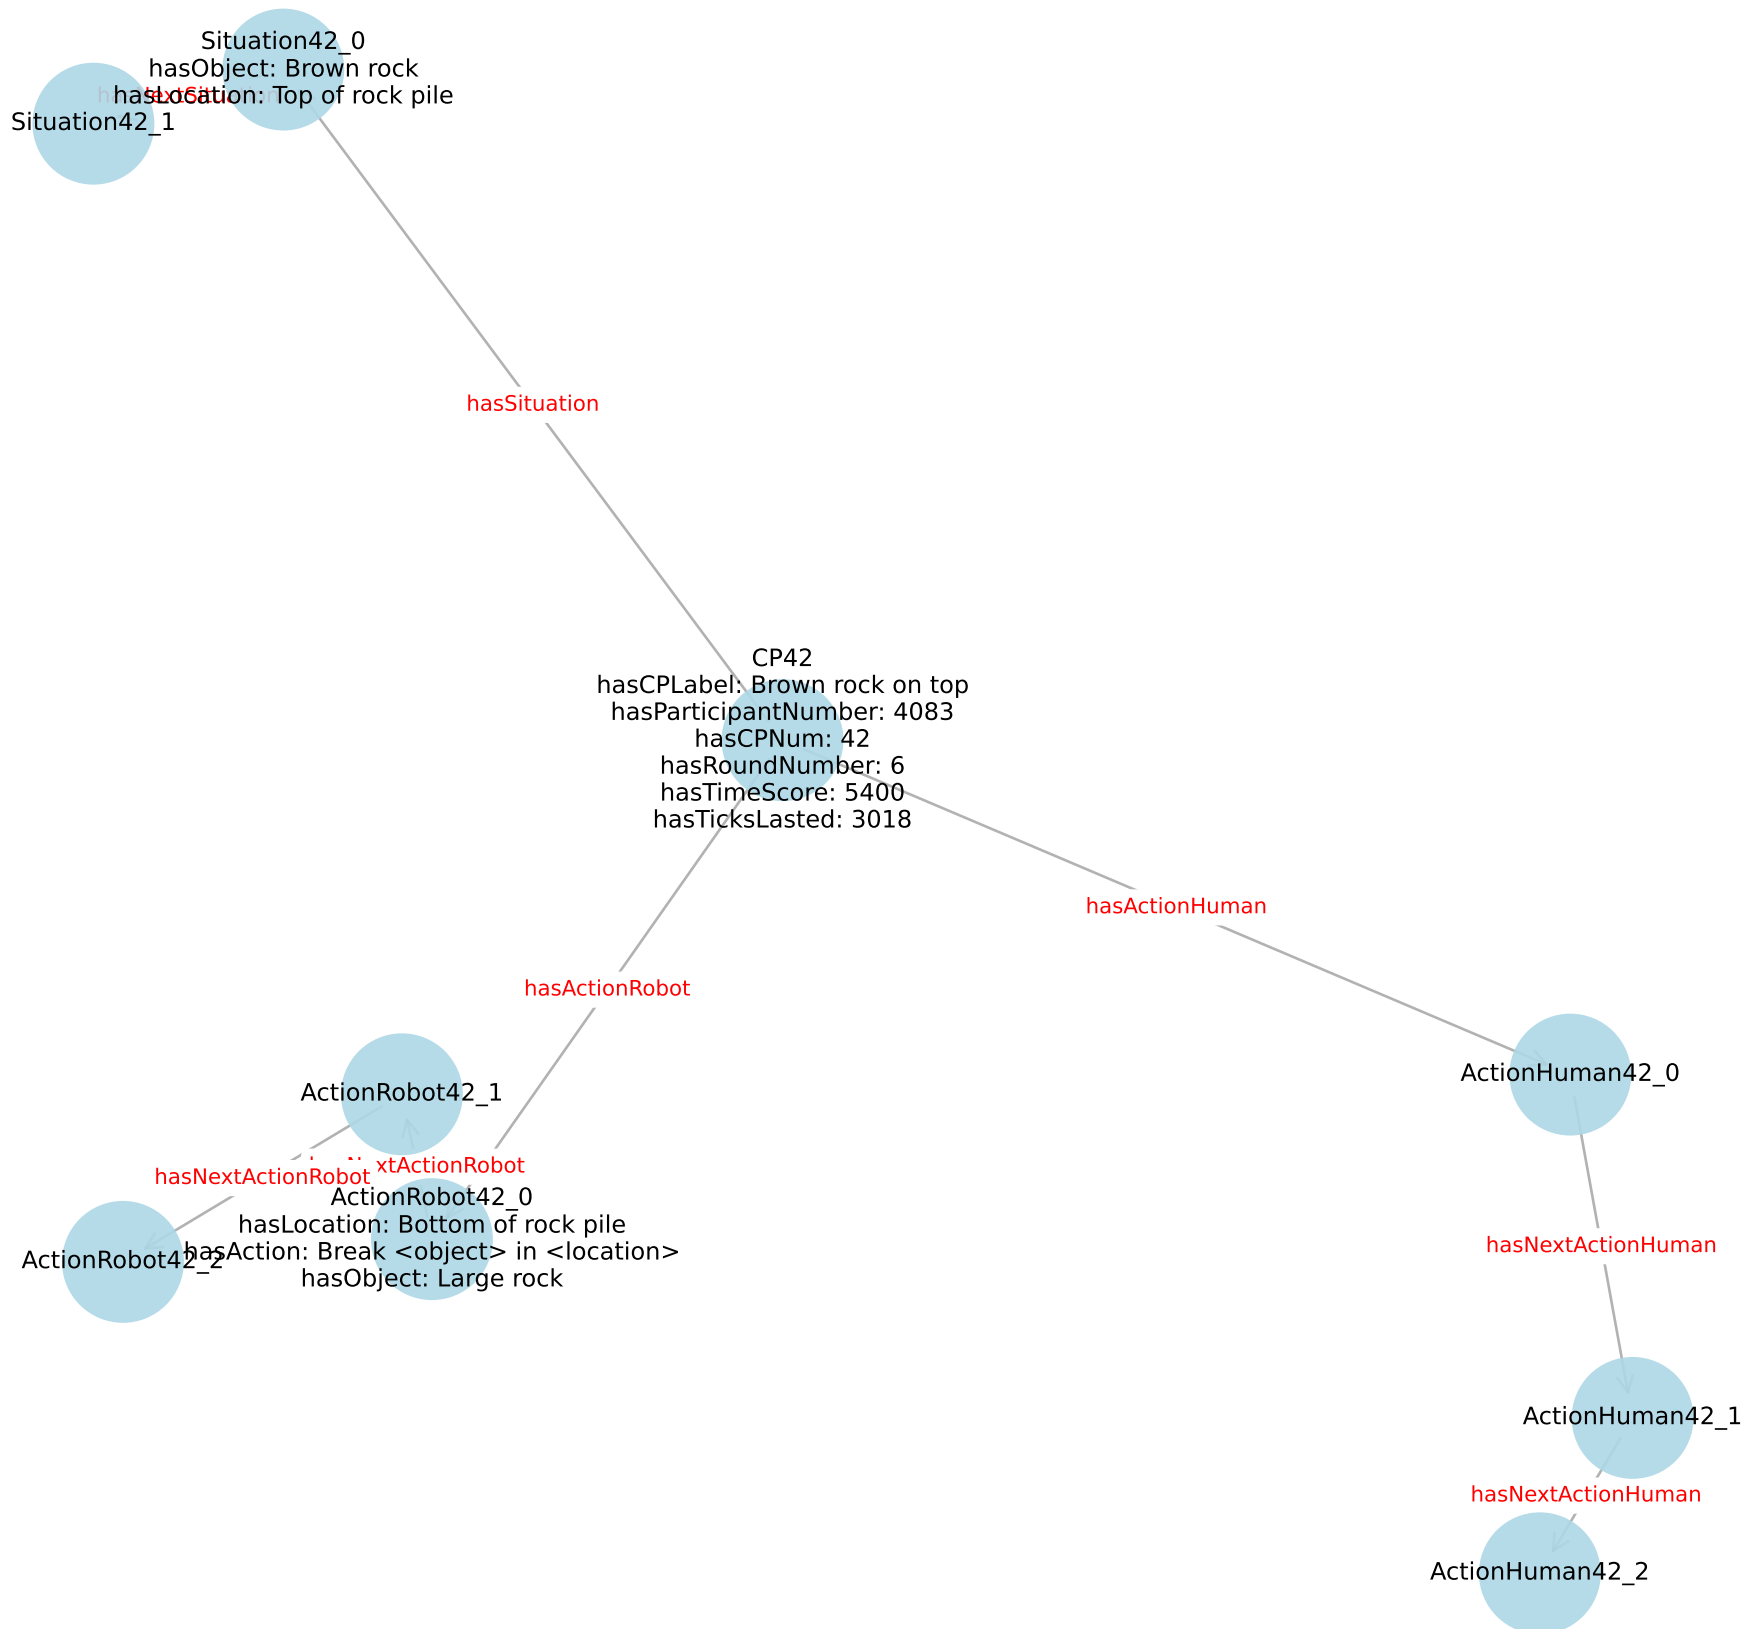 Situation42_0
hasObject: Brown rock
hasLocation: Top of rock pile
hasNextSituation
Situation42_1
hasSituation
CP42
hasCPLabel: Brown rock on top
hasParticipantNumber: 4083
hasCPNum: 42
hasRoundNumber: 6
hasTimeScore: 5400
hasTicksLasted: 3018
hasActionHuman
hasActionRobot
ActionHuman42_0
ActionRobot42_1
hasNextActionRobot
hasNextActionRobot
ActionRobot42_0
hasLocation: Bottom of rock pile
hasAction: Break <object> in <location>
hasObject: Large rock
ActionRobot42_2
hasNextActionHuman
ActionHuman42_1
hasNextActionHuman
ActionHuman42_2